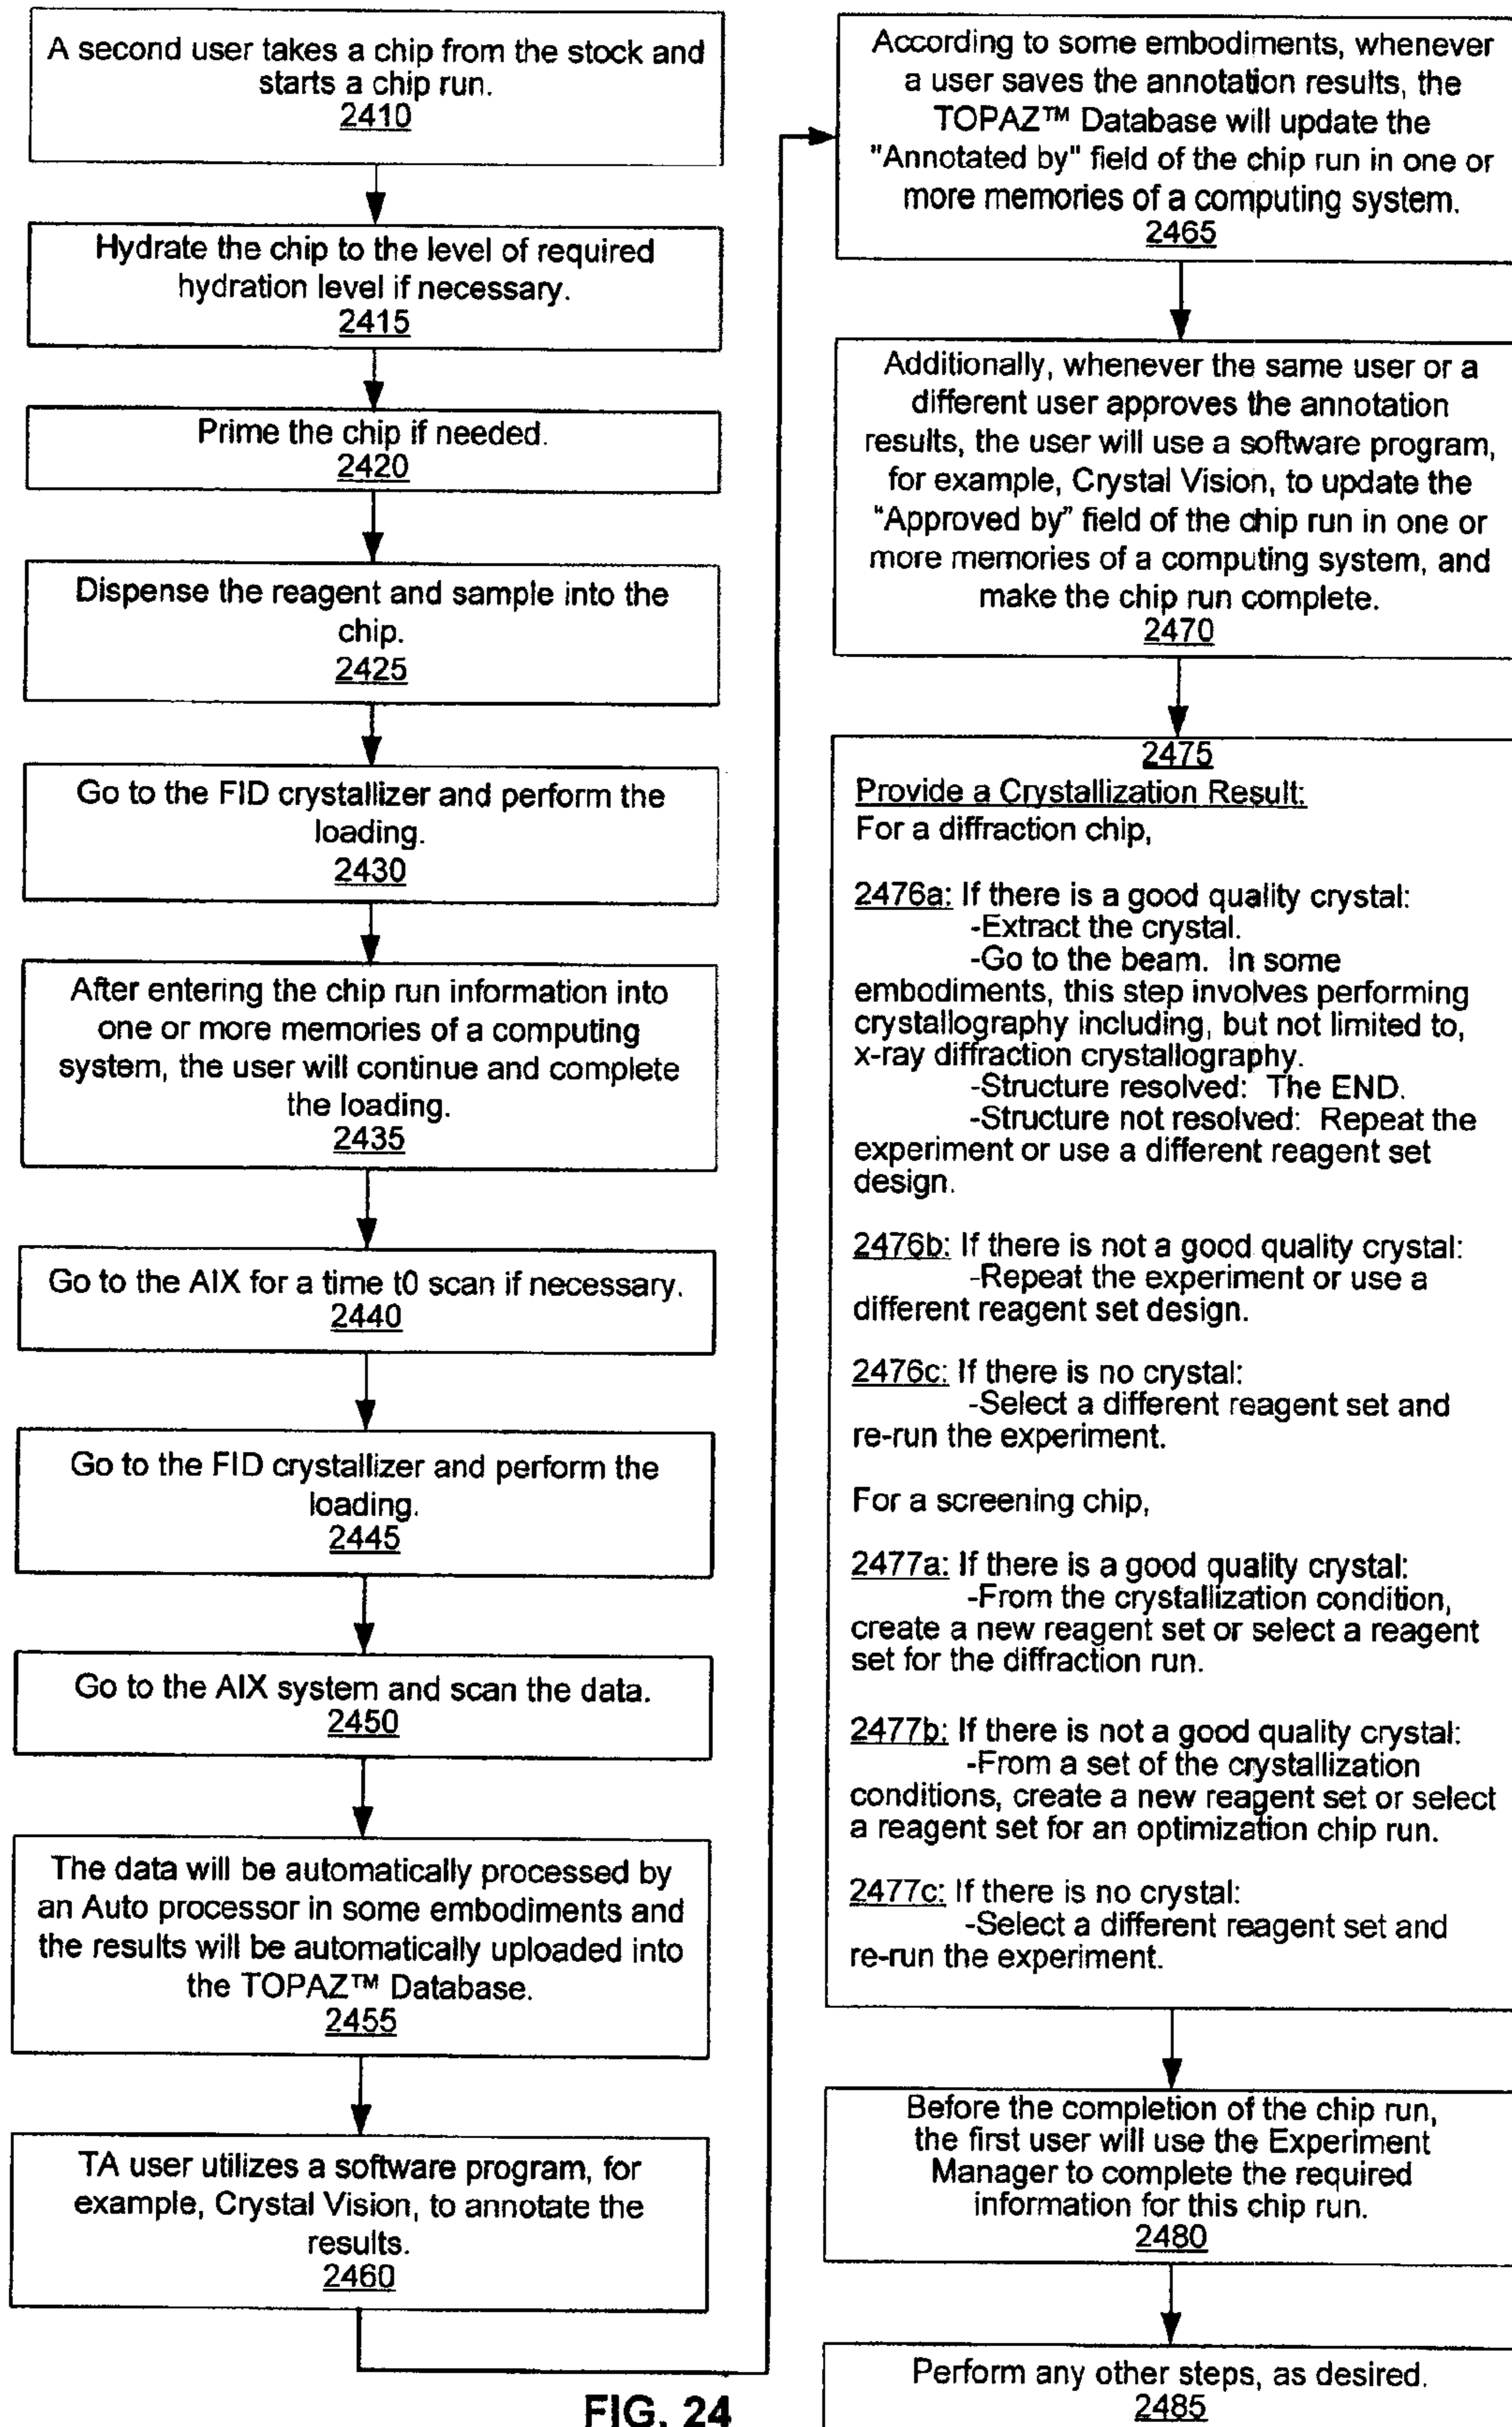 A second user takes a chip from the stock and
starts a chip run.
2410
Hydrate the chip to the level of required
hydration level if necessary.
2415
Prime the chip if needed.
2420
Dispense the reagent and sample into the
chip.
2425
Go to the FID crystallizer and perform the
loading.
2430
After entering the chip run information into
one or more memories of a computing
system, the user will continue and complete
the loading.
2435
Go to the AIX for a time t0 scan if necessary.
2440
Go to the FID crystallizer and perform the
loading.
2445
Go to the AIX system and scan the data.
2450
The data will be automatically processed by
an Auto processor in some embodiments and
the results will be automatically uploaded into
the TOPAZ™ Database.
2455
TA user utilizes a software program, for
example, Crystal Vision, to annotate the
results.
2460
According to some embodiments, whenever
a user saves the annotation results, the
TOPAZ™ Database will update the
"Annotated by" field of the chip run in one or
more memories of a computing system.
2465
Additionally, whenever the same user or a
different user approves the annotation
results, the user will use a software program,
for example, Crystal Vision, to update the
“Approved by” field of the chip run in one or
more memories of a computing system, and
make the chip run complete.
2470
2475
Provide a Crystallization Result:
For a diffraction chip,
2476a: If there is a good quality crystal:
-Extract the crystal.
-Go to the beam. In some
embodiments, this step involves performing
crystallography including, but not limited to,
x-ray diffraction crystallography.
-Structure resolved: The END.
-Structure not resolved: Repeat the
experiment or use a different reagent set
design.
2476b: If there is not a good quality crystal:
-Repeat the experiment or use a
different reagent set design.
2476c: If there is no crystal:
-Select a different reagent set and
re-run the experiment.
For a screening chip,
2477a: If there is a good quality crystal:
-From the crystallization condition,
create a new reagent set or select a reagent
set for the diffraction run.
2477b: If there is not a good quality crystal:
-From a set of the crystallization
conditions, create a new reagent set or select
a reagent set for an optimization chip run.
2477c: If there is no crystal:
-Select a different reagent set and
re-run the experiment.
Before the completion of the chip run,
the first user will use the Experiment
Manager to complete the required
information for this chip run.
2480
Perform any other steps, as desired.
2485
FIG. 24